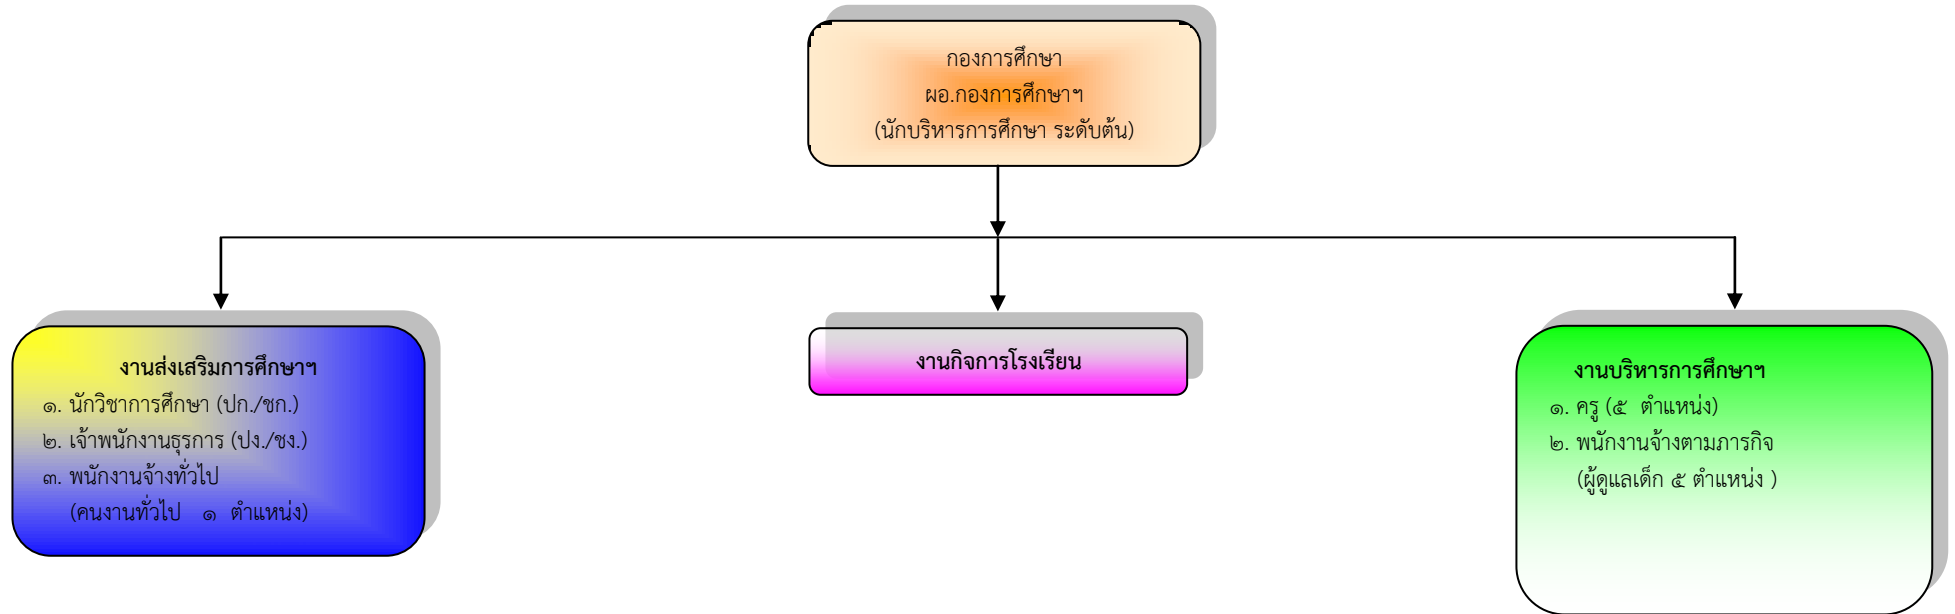 กองการศึกษา
ผอ.กองการศึกษาฯ
(นักบริหารการศึกษา ระดับต้น)
งานส่งเสริมการศึกษาฯ
๑. นักวิชาการศึกษา (ปก./ชก.)
๒. เจ้าพนักงานธุรการ (ปง./ชง.)
๓. พนักงานจ้างทั่วไป
(คนงานทั่วไป ๑ ตำแหน่ง)
งานกิจการโรงเรียน
งานบริหารการศึกษาฯ
๑. ครู (๕ ตำแหน่ง)
๒. พนักงานจ้างตามภารกิจ
(ผู้ดูแลเด็ก ๕ ตำแหน่ง )